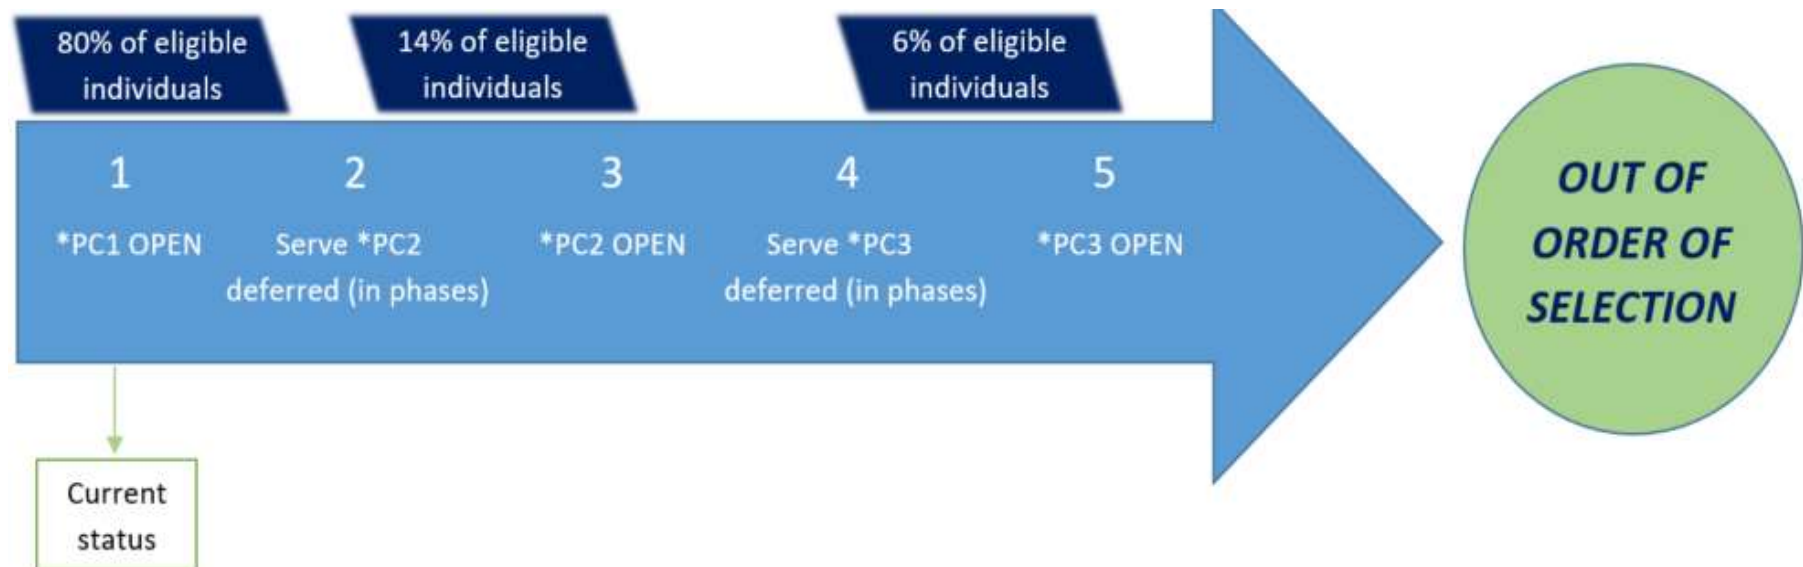 80% of eligible
individuals
14% of eligible
individuals
6% of eligible
individuals
1
2
3
4
5
*PC1 OPEN
Serve *PC2
deferred (in phases)
*PC2 OPEN
Serve *PC3
deferred (in phases)
*PC3 OPEN
OUT OF
ORDER OF
SELECTION
Current
status